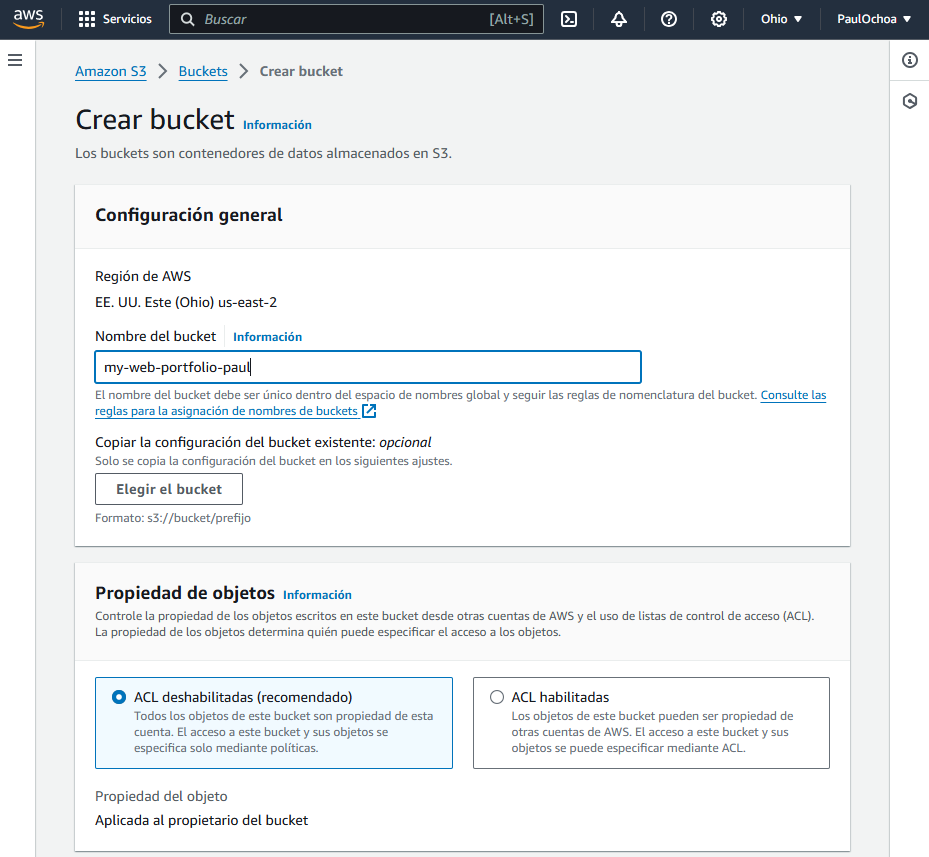 aws
Servicios
Buscar
[Alt+S]
Ohio
PaulOchoa
Amazon S3
Buckets
Crear bucket
Crear bucket
Información
Los buckets son contenedores de datos almacenados en S3.
Configuración general
Región de AWS
EE. UU. Este (Ohio) us-east-2
Nombre del bucket
Información
my-web-portfolio-paul
El nombre del bucket debe ser único dentro del espacio de nombres global y seguir las reglas de nomenclatura del bucket. Consulte las
reglas para la asignación de nombres de buckets
Copiar la configuración del bucket existente: opcional
Solo se copia la configuración del bucket en los siguientes ajustes.
Elegir el bucket
Formato: s3://bucket/prefijo
Propiedad de objetos
Información
Controle la propiedad de los objetos escritos en este bucket desde otras cuentas de AWS y el uso de listas de control de acceso (ACL).
La propiedad de los objetos determina quién puede especificar el acceso a los objetos.
ACL deshabilitadas (recomendado)
Todos los objetos de este bucket son propiedad de esta
cuenta. El acceso a este bucket y sus objetos se
especifica solo mediante políticas.
ACL habilitadas
Los objetos de este bucket pueden ser propiedad de
otras cuentas de AWS. El acceso a este bucket y sus
objetos se puede especificar mediante ACL.
Propiedad del objeto
Aplicada al propietario del bucket